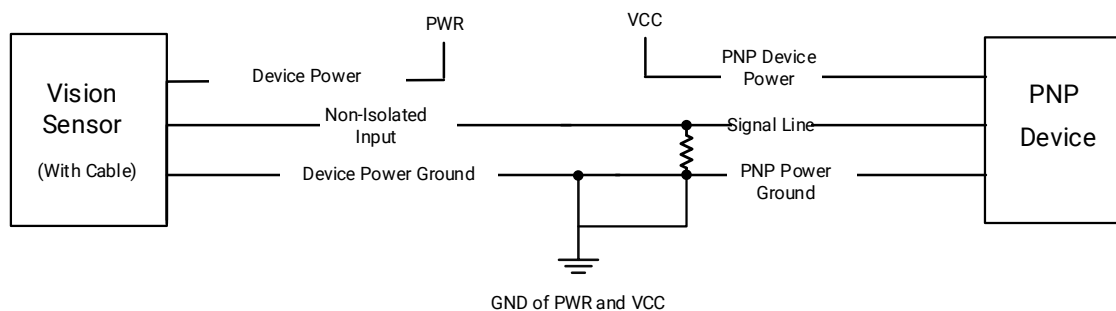 PWR
VCC
Vision
Sensor
(With Cable)
Device Power
Non-Isolated
Input
Device Power Ground
PNP Device
Power
Signal Line
PNP Power
Ground
PNP
Device
GND of PWR and VCC